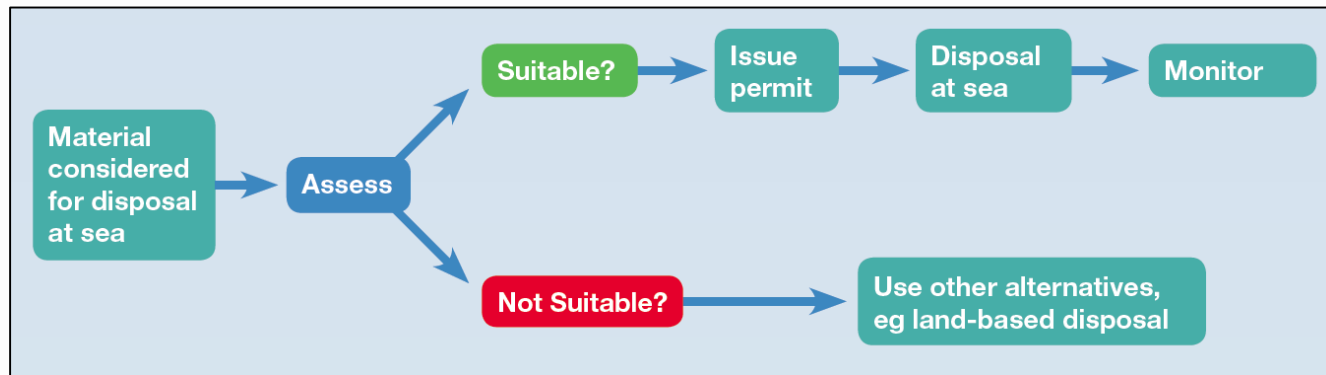 Material
considered
for disposal
at sea
Assess
Suitable?
Issue
permit
Disposal
at sea
Monitor
Not Suitable?
Use other alternatives,
eg land-based disposal